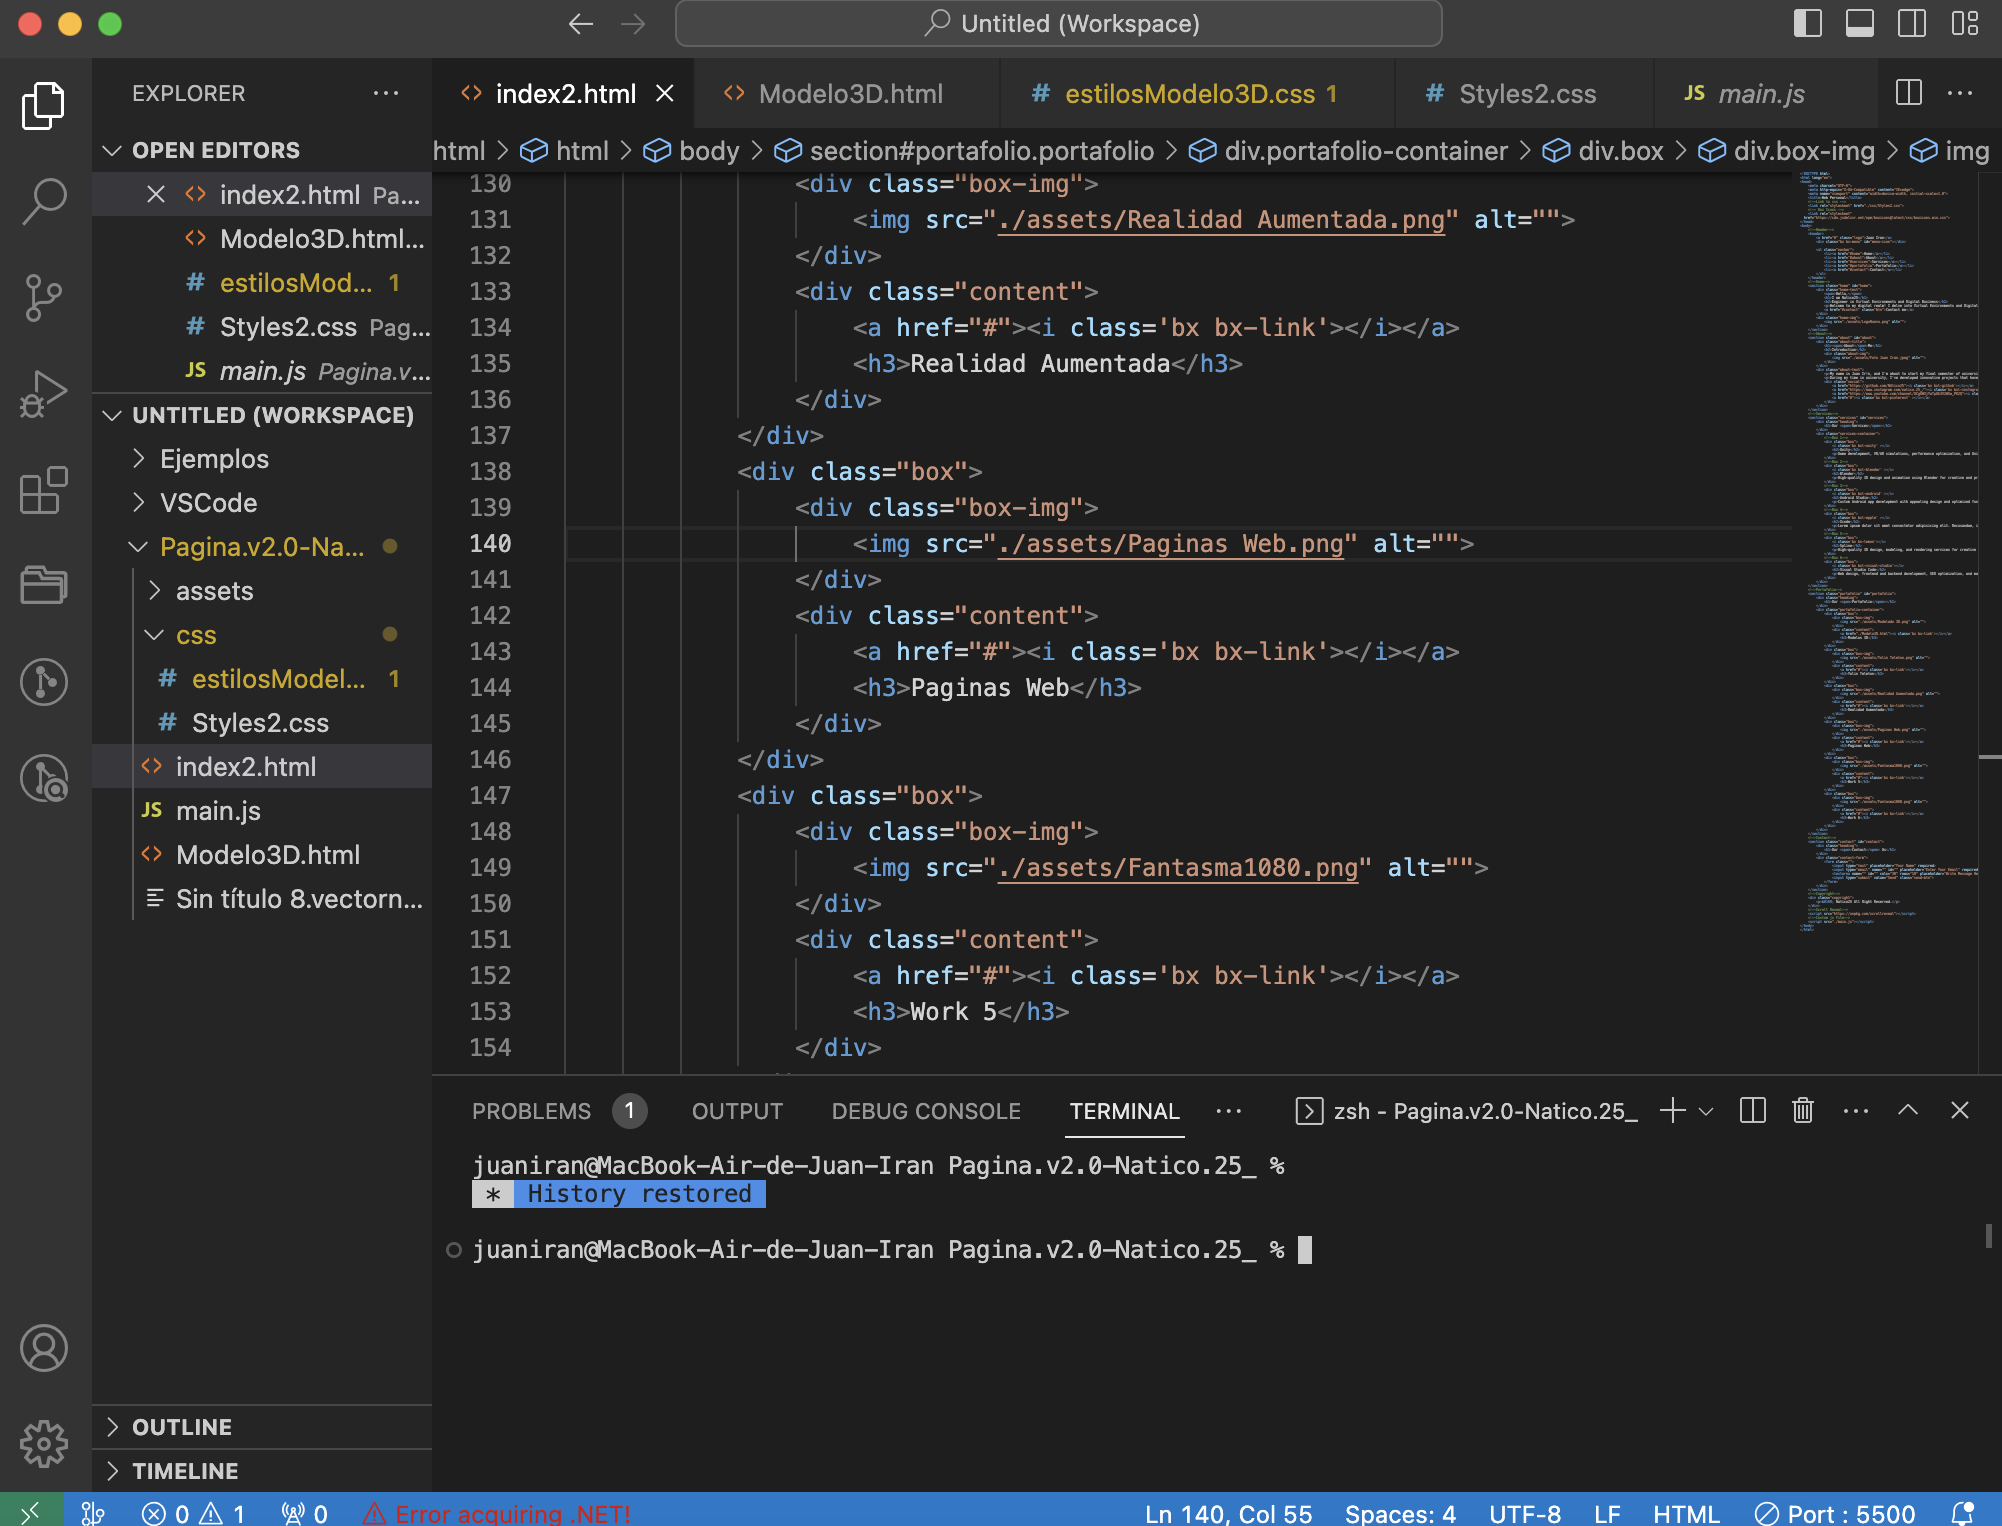 Untitled (Workspace)
EXPLORER
index2.html
Modelo3D.html
# estilosModelo3D.css 1
# Styles2.css
JS main.js
html > html > body > section#portafolio.portafolio > div.portafolio-container > div.box > div.box-img > img
OPEN EDITORS
index2.html Pa...
Modelo3D.html...
# estilosMod... 1
# Styles2.css Pag...
JS main.js Pagina.v...
UNTITLED (WORKSPACE)
Ejemplos
VSCode
Pagina.v2.0-Na...
assets
css
# estilosModel... 1
# Styles2.css
index2.html
JS main.js
Modelo3D.html
Sin título 8.vectorn...
OUTLINE
TIMELINE
130 <div class="box-img">
131 <img src="./assets/Realidad Aumentada.png" alt="">
132 </div>
133 <div class="content">
134 <a href="#"><i class='bx bx-link'></i></a>
135 <h3>Realidad Aumentada</h3>
136 </div>
137 </div>
138 <div class="box">
139 <div class="box-img">
140 <img src="./assets/Paginas Web.png" alt="">
141 </div>
142 <div class="content">
143 <a href="#"><i class='bx bx-link'></i></a>
144 <h3>Paginas Web</h3>
145 </div>
146 </div>
147 <div class="box">
148 <div class="box-img">
149 <img src="./assets/Fantasma1080.png" alt="">
150 </div>
151 <div class="content">
152 <a href="#"><i class='bx bx-link'></i></a>
153 <h3>Work 5</h3>
154 </div>
PROBLEMS 1 OUTPUT DEBUG CONSOLE TERMINAL ... zsh - Pagina.v2.0-Natico.25_
juaniran@MacBook-Air-de-Juan-Iran Pagina.v2.0-Natico.25_ %
* History restored
juaniran@MacBook-Air-de-Juan-Iran Pagina.v2.0-Natico.25_ %
0 1 0 Error acquiring .NET! Ln 140, Col 55 Spaces: 4 UTF-8 LF HTML Port : 5500